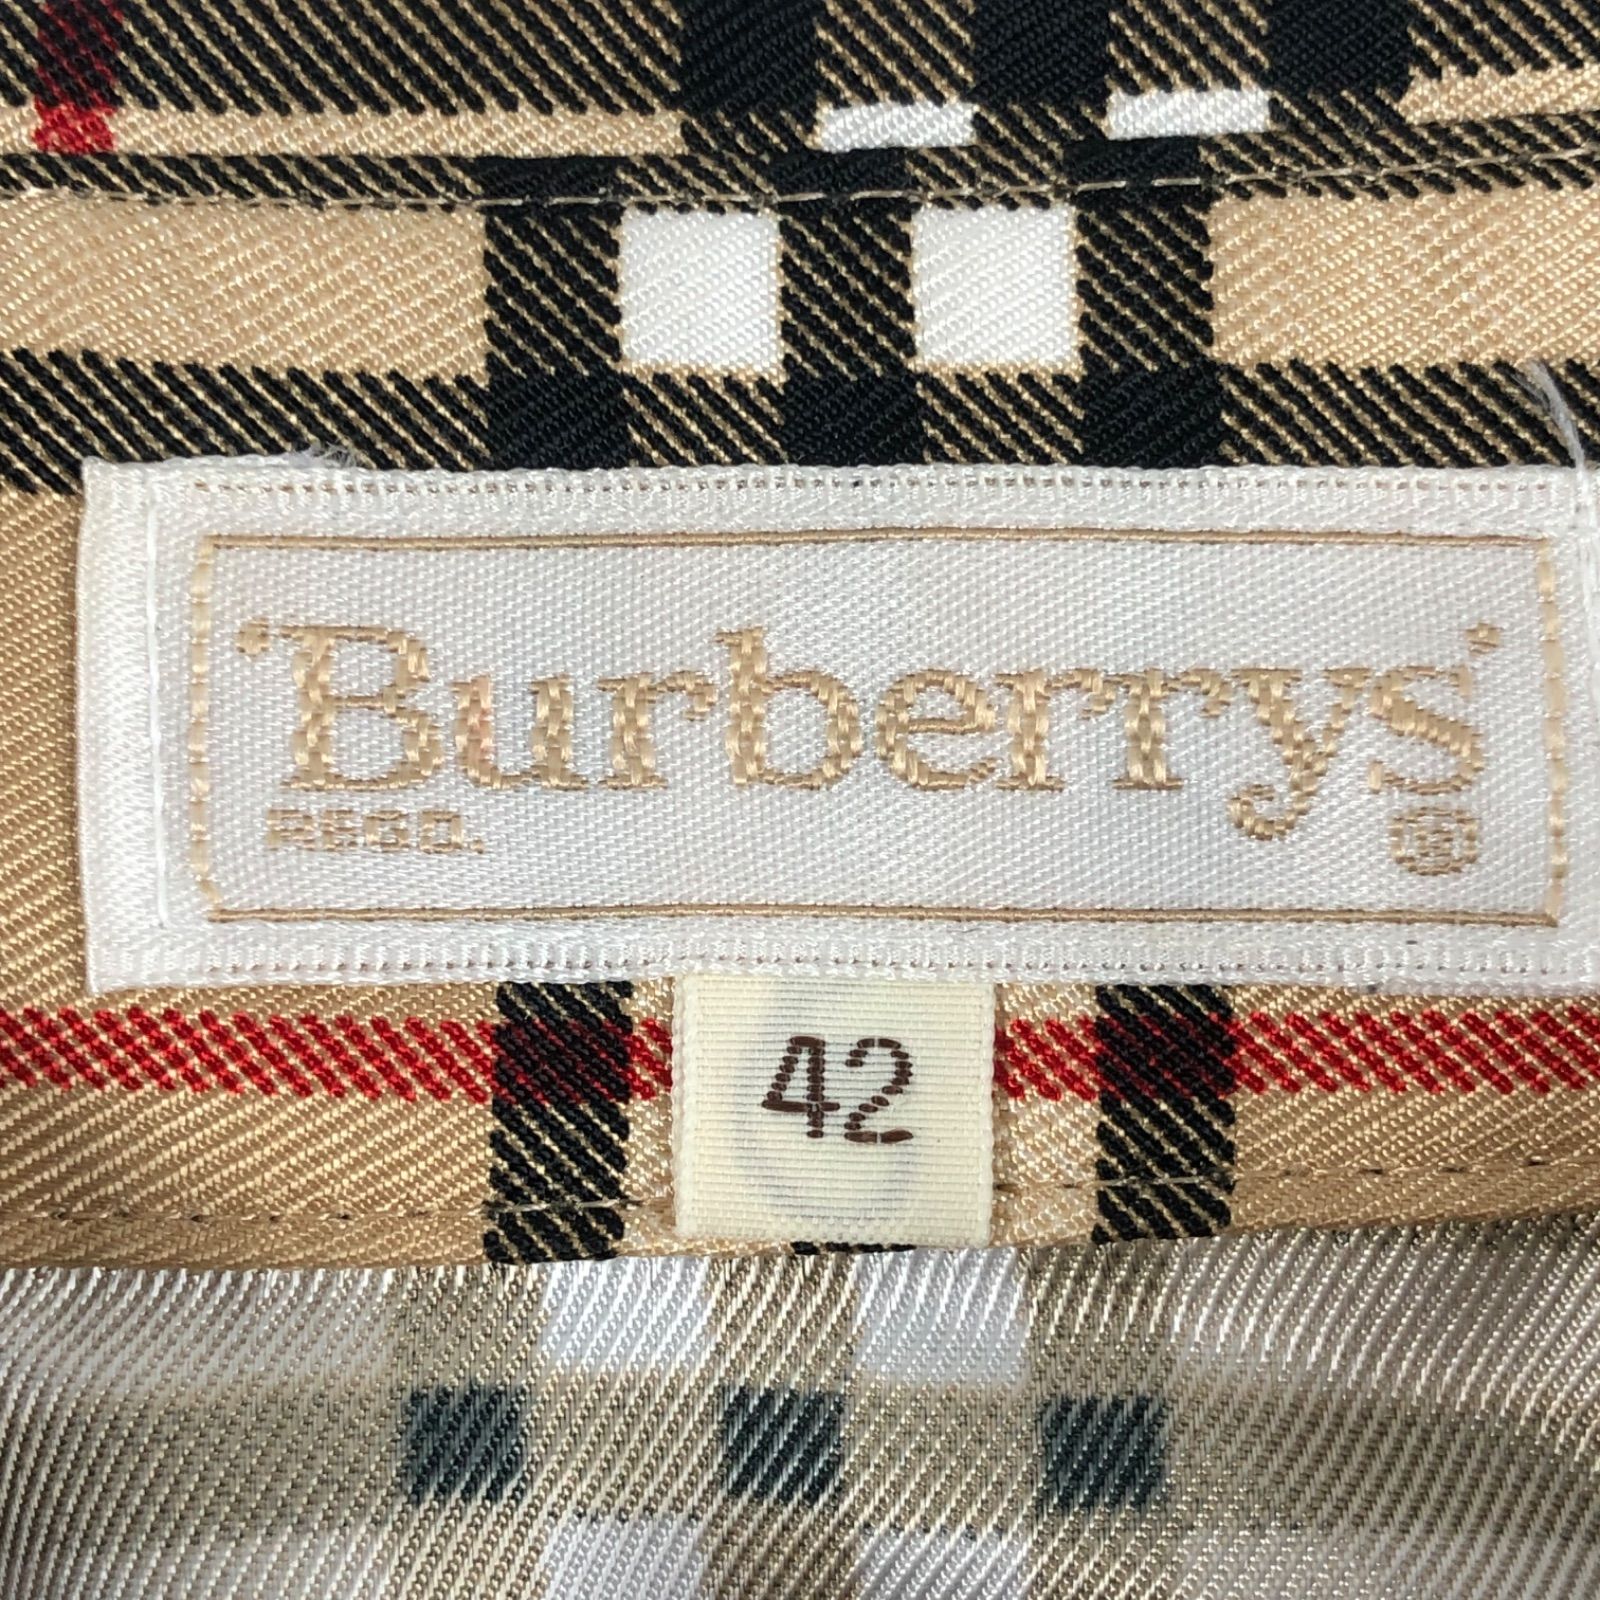 'Burberrys'
REGD. ®
42